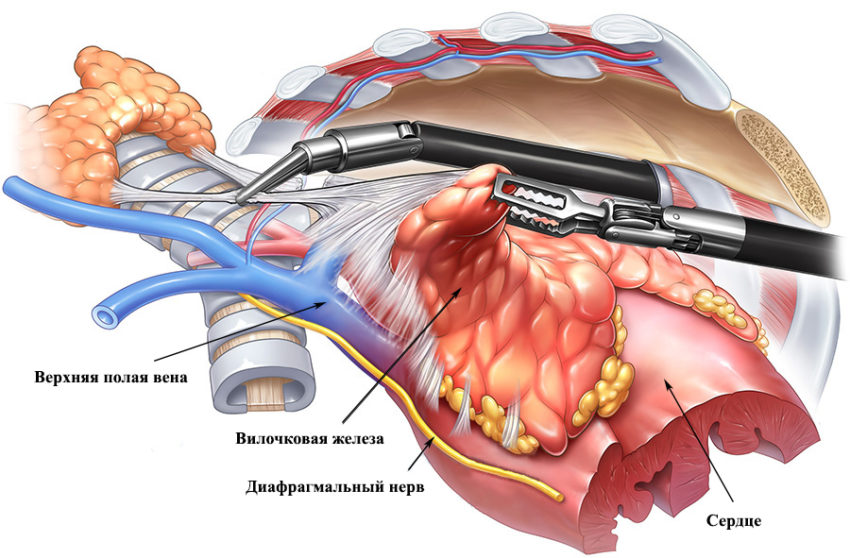 Верхняя полая вена
Вилочковая железа
Диафрагмальный нерв
Сердце